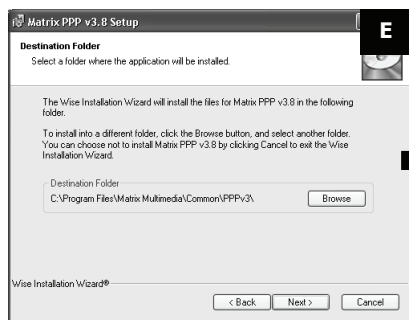 Matrix PPP v3.8 Setup
E
Destination Folder
Select a folder where the application will be installed.
The Wise Installation Wizard will install the files for Matrix PPP v3.8 in the following
folder.
To install into a different folder, click the Browse button, and select another folder.
You can choose not to install Matrix PPP v3.8 by clicking Cancel to exit the Wise
Installation Wizard.
Destination Folder
C:\Program Files\Matrix Multimedia\Common\PPPv3\
Browse
Wise Installation Wizard®
< Back
Next >
Cancel